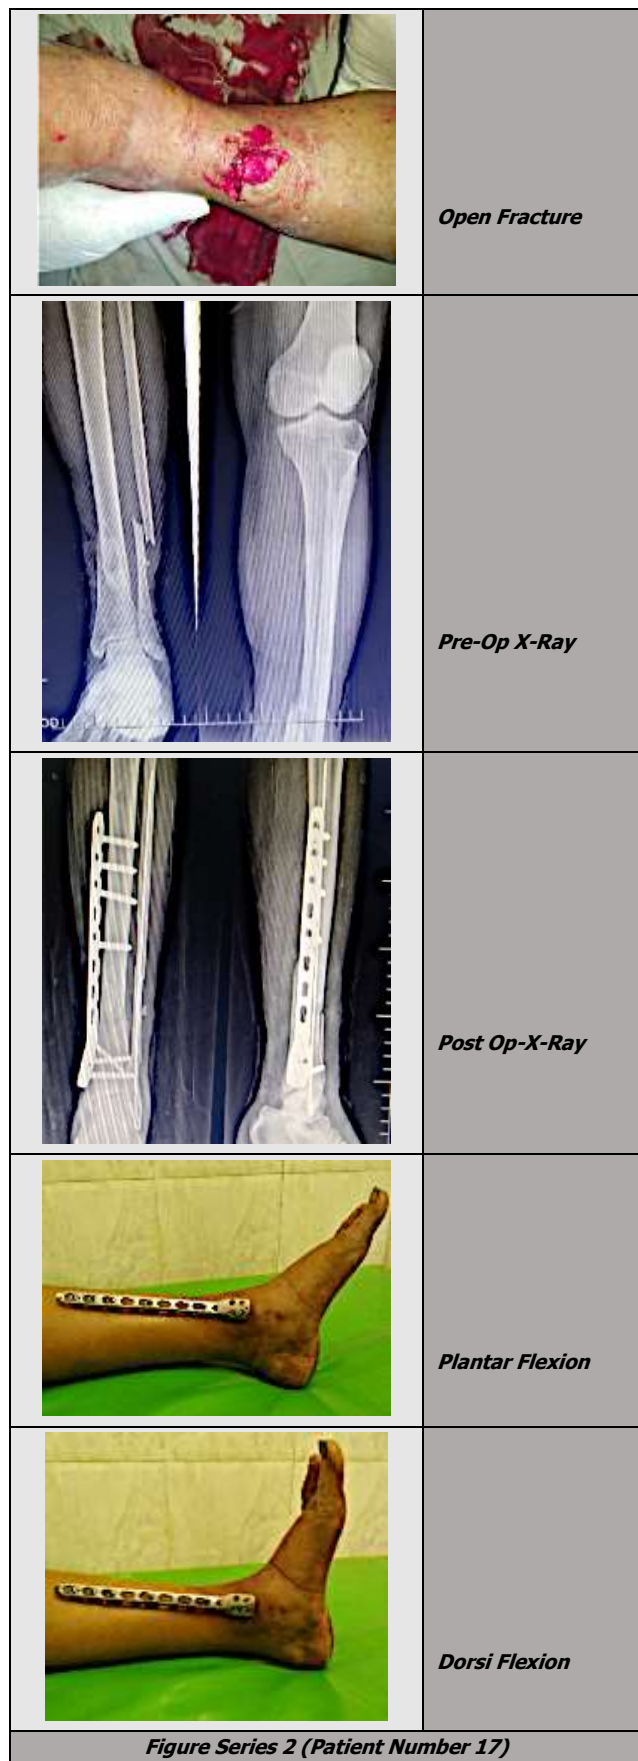 Open Fracture
Pre-Op X-Ray
Post Op-X-Ray
Plantar Flexion
Dorsi Flexion
Figure Series 2 (Patient Number 17)